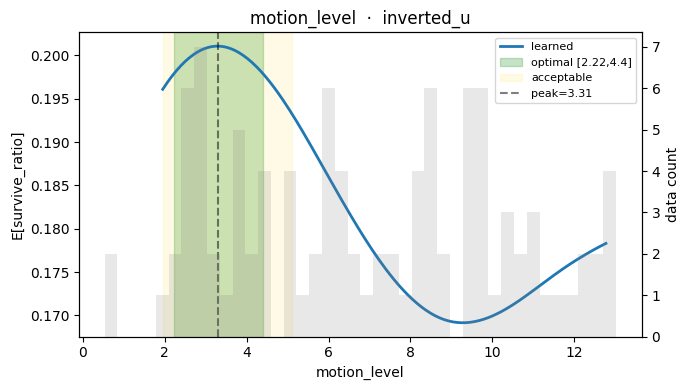 motion_level · inverted_u
learned
optimal [2.22,4.4]
acceptable
peak=3.31
E[survive_ratio]
0.200
0.195
0.190
0.185
0.180
0.175
0.170
7
6
5
4
3
2
1
0
data count
0 2 4 6 8 10 12
motion_level